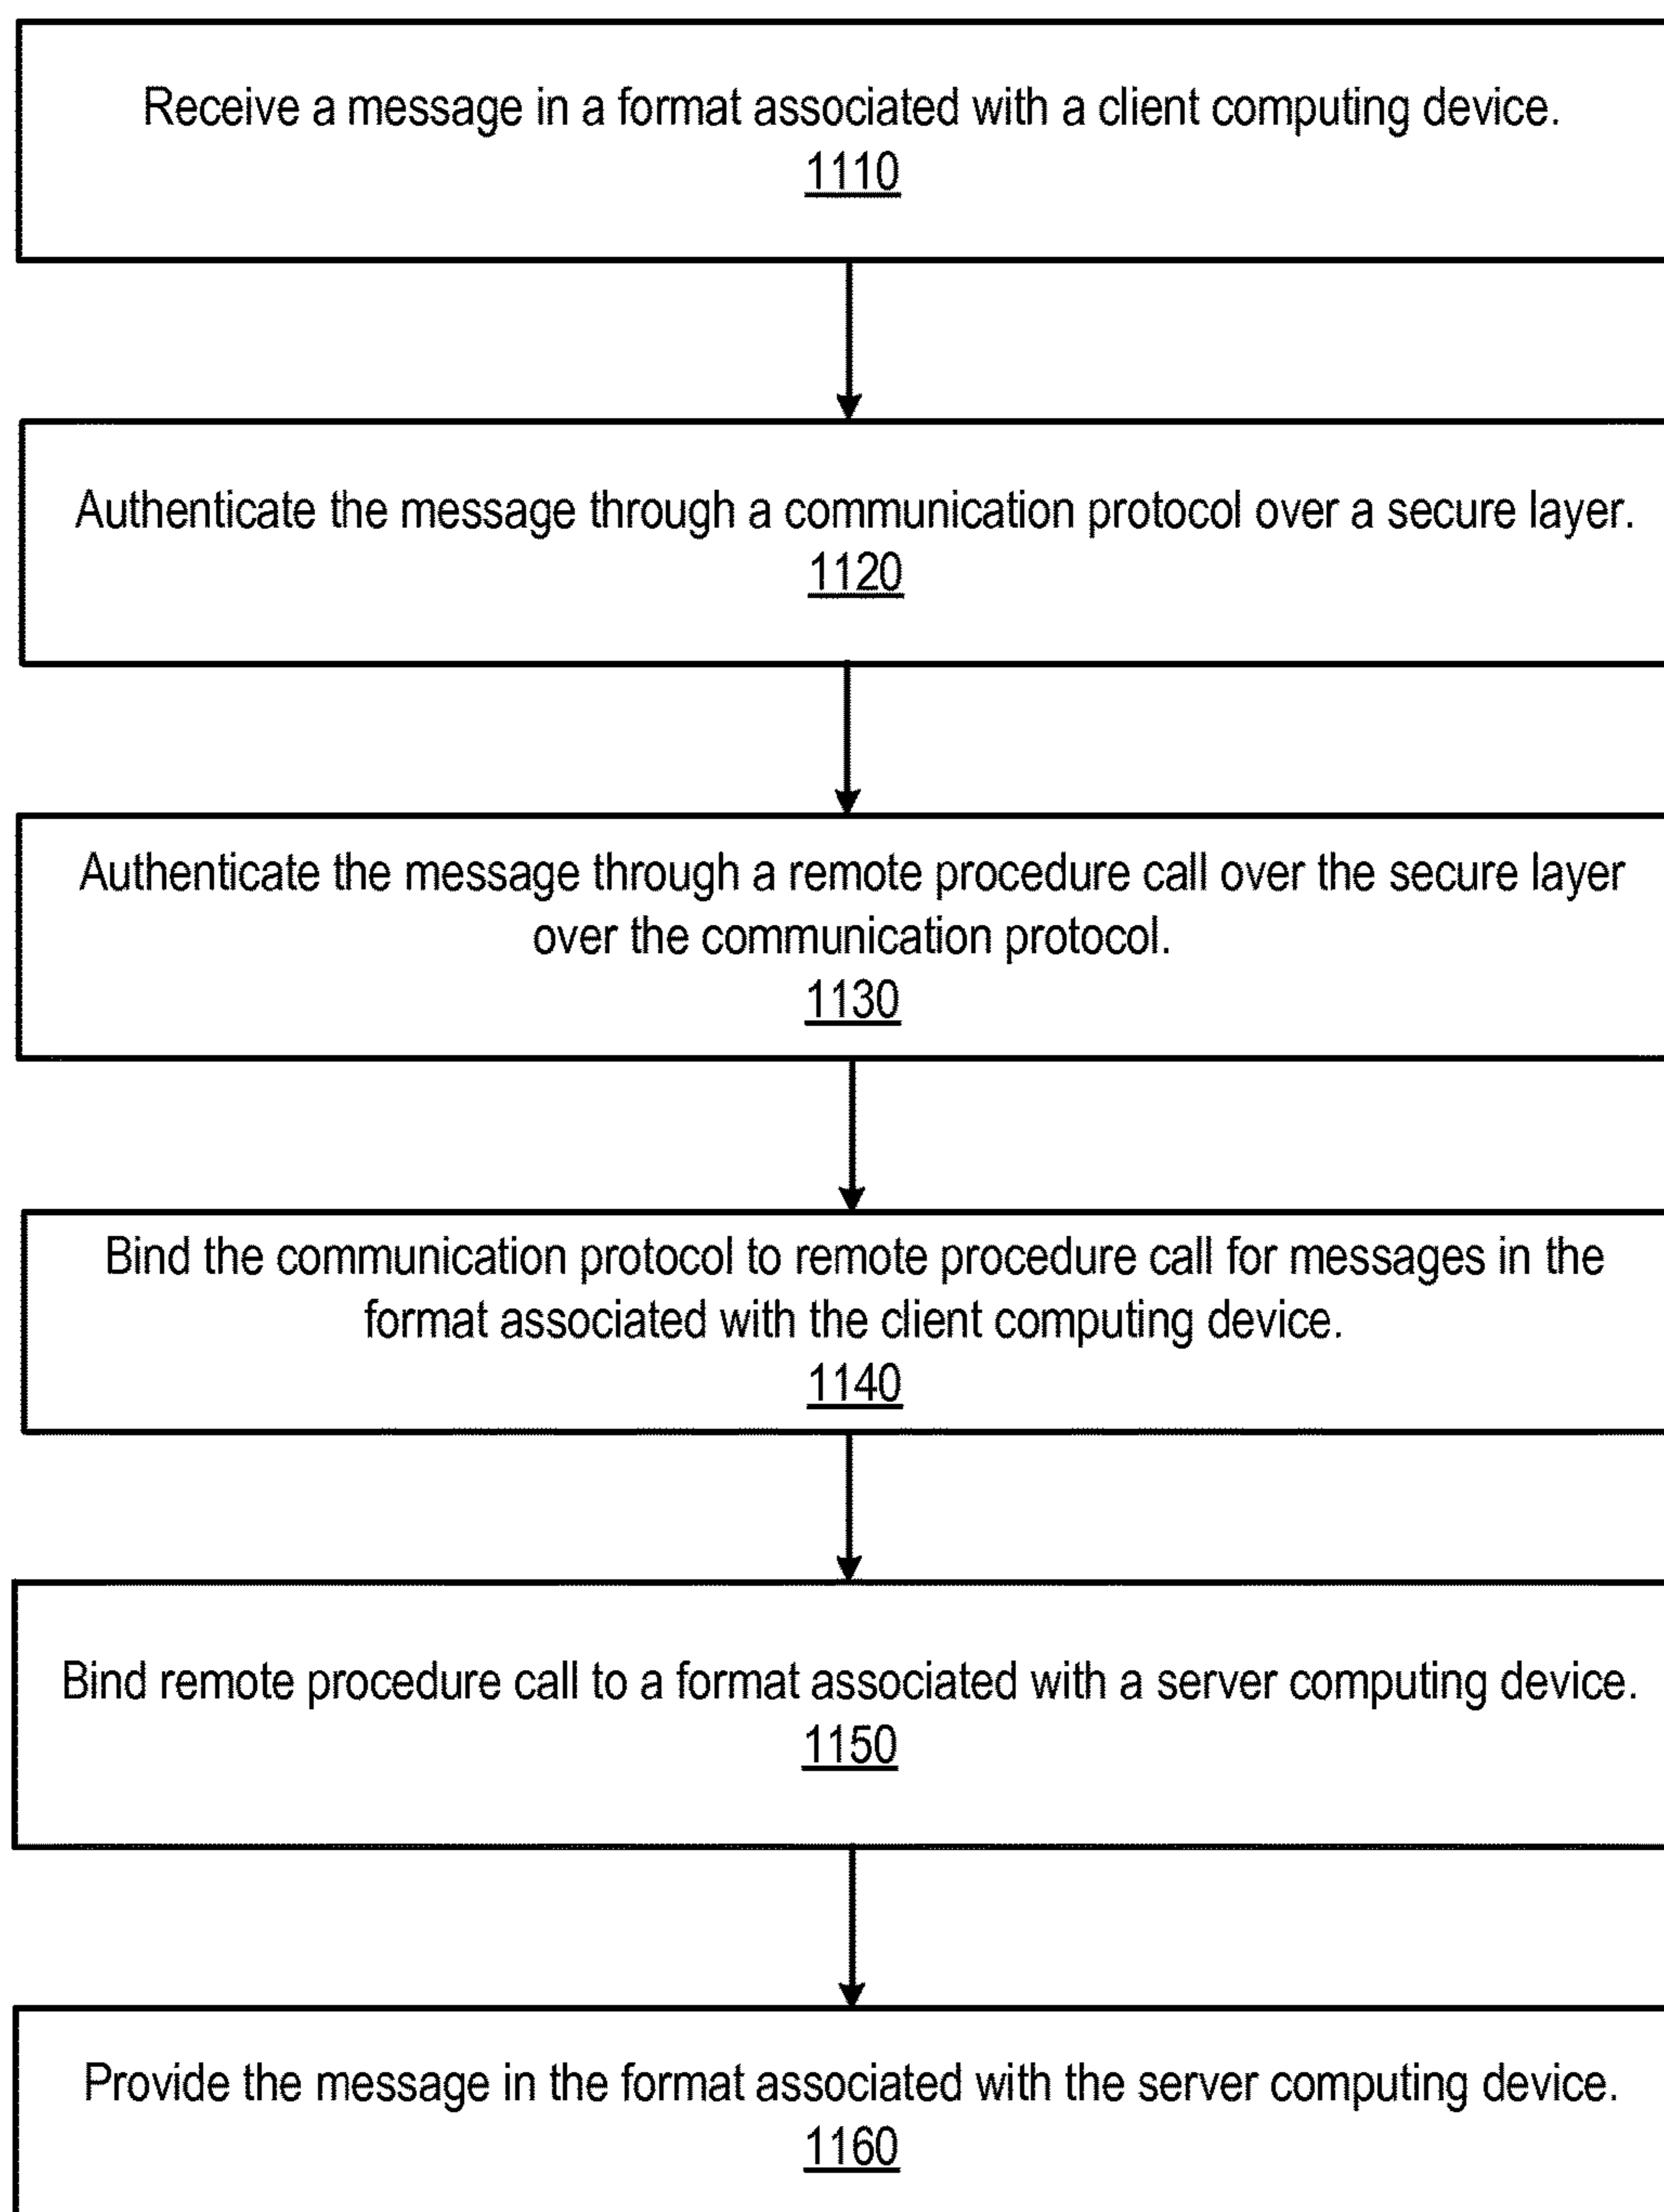 Receive a message in a format associated with a client computing device.
1110
Authenticate the message through a communication protocol over a secure layer.
1120
Authenticate the message through a remote procedure call over the secure layer
over the communication protocol.
1130
Bind the communication protocol to remote procedure call for messages in the
format associated with the client computing device.
1140
Bind remote procedure call to a format associated with a server computing device.
1150
Provide the message in the format associated with the server computing device.
1160